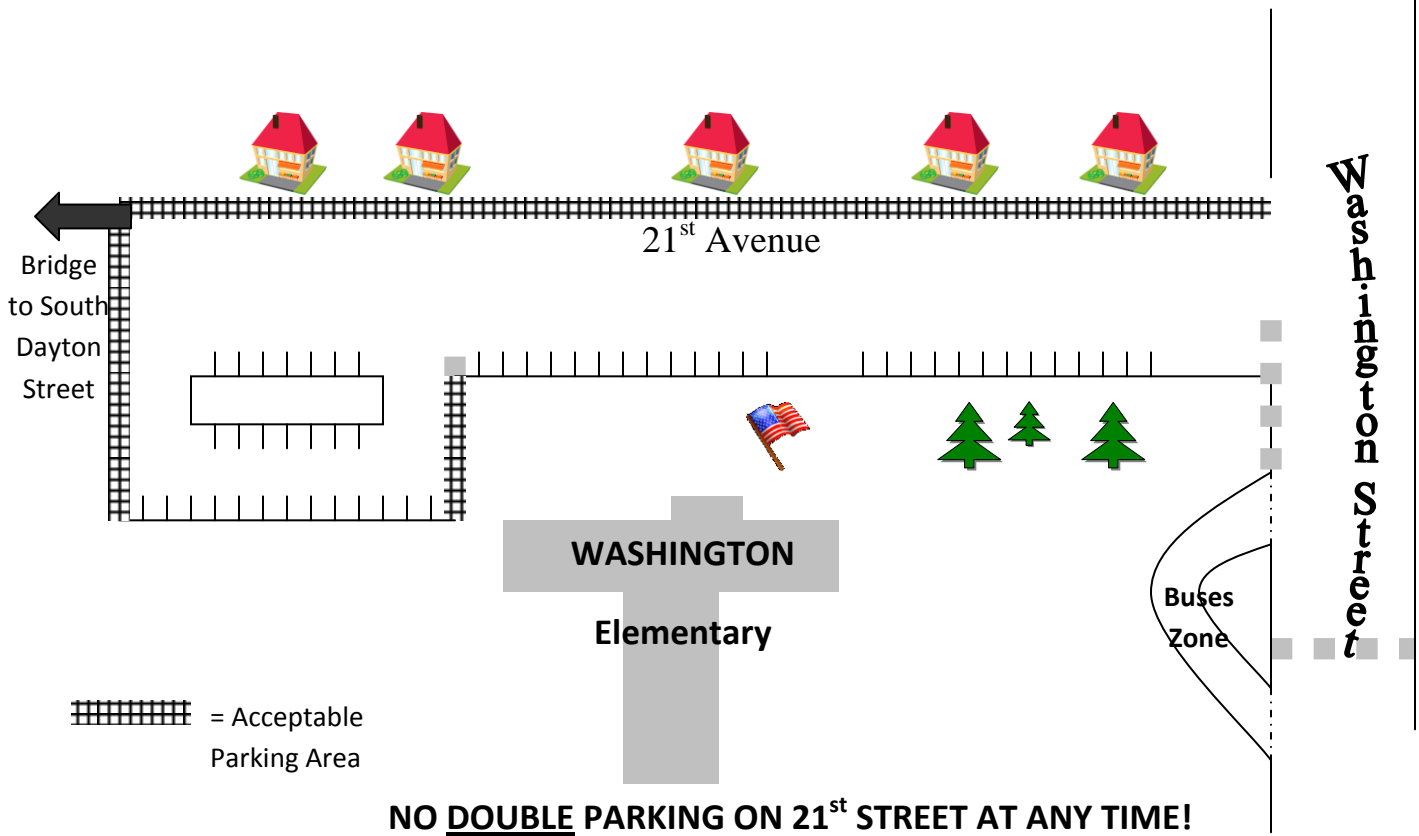 21st Avenue
Bridge
to South
Dayton
Street
Washington Street
WASHINGTON
Elementary
Buses
Zone
= Acceptable
Parking Area
NO DOUBLE PARKING ON 21st STREET AT ANY TIME!